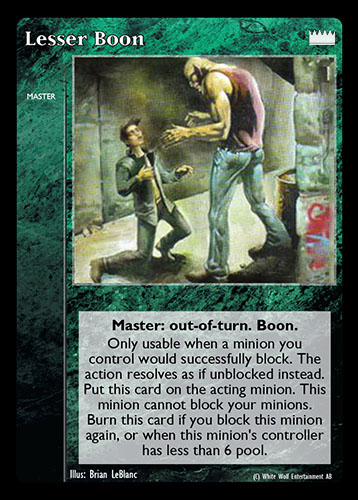 Lesser Boon
MASTER
Master: out-of-turn. Boon.
Only usable when a minion you
control would successfully block. The
action resolves as if unblocked instead.
Put this card on the acting minion. This
minion cannot block your minions.
Burn this card if you block this minion
again, or when this minion's controller
has less than 6 pool.
Illus: Brian LeBlanc
(C) White Wolf Entertainment AB